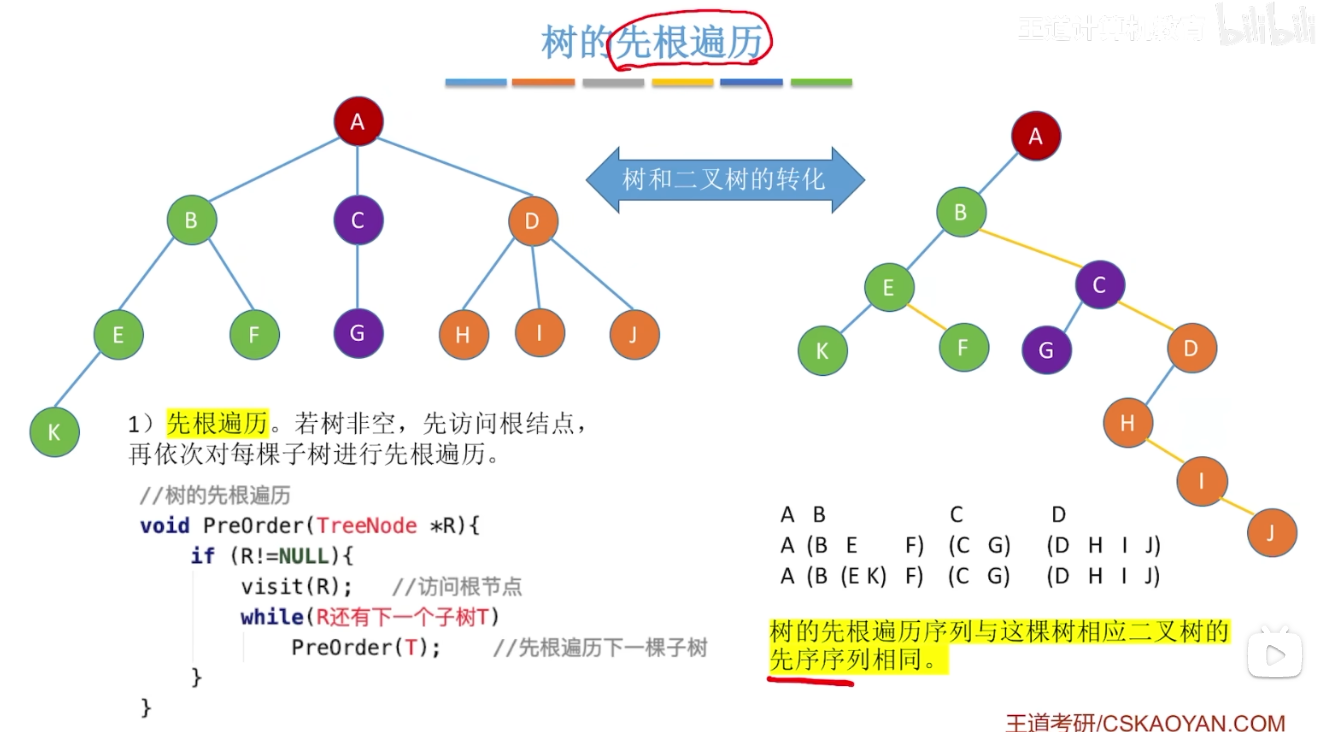 王道计算机教育 bilibili
树的先根遍历
树和二叉树的转化
A
B C D
E F G H I J
K
A
B
E C
K F G D
H
I
J
1）先根遍历。若树非空，先访问根结点，
再依次对每棵子树进行先根遍历。
//树的先根遍历
void PreOrder(TreeNode *R){
if (R!=NULL){
visit(R); //访问根节点
while(R还有下一个子树T)
PreOrder(T); //先根遍历下一棵子树
}
}
A B C D
A (B E F) (C G) (D H I J)
A (B (E K) F) (C G) (D H I J)
树的先根遍历序列与这棵树相应二叉树的
先序序列相同。
王道考研/CSKAOYAN.COM